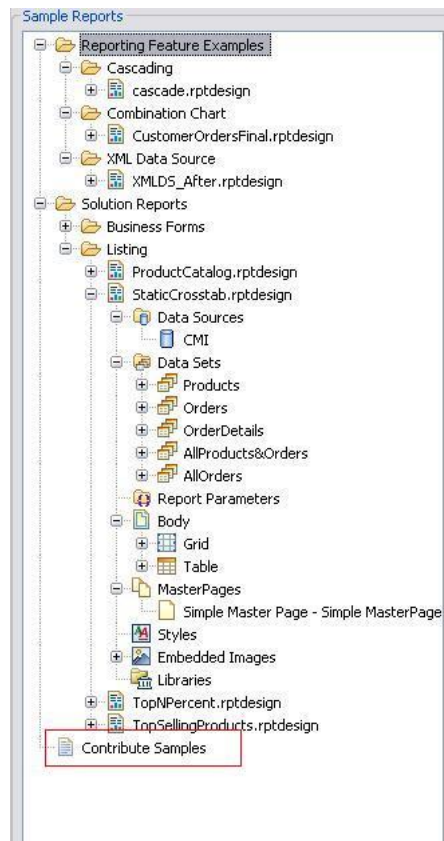 Sample Reports
Reporting Feature Examples
Cascading
cascade.rptdesign
Combination Chart
CustomerOrdersFinal.rptdesign
XML Data Source
XMLDS_After.rptdesign
Solution Reports
Business Forms
Listing
ProductCatalog.rptdesign
StaticCrosstab.rptdesign
Data Sources
CMI
Data Sets
Products
Orders
OrderDetails
AllProducts&Orders
AllOrders
Report Parameters
Body
Grid
Table
MasterPages
Simple Master Page - Simple MasterPage
Styles
Embedded Images
Libraries
TopNPercent.rptdesign
TopSellingProducts.rptdesign
Contribute Samples